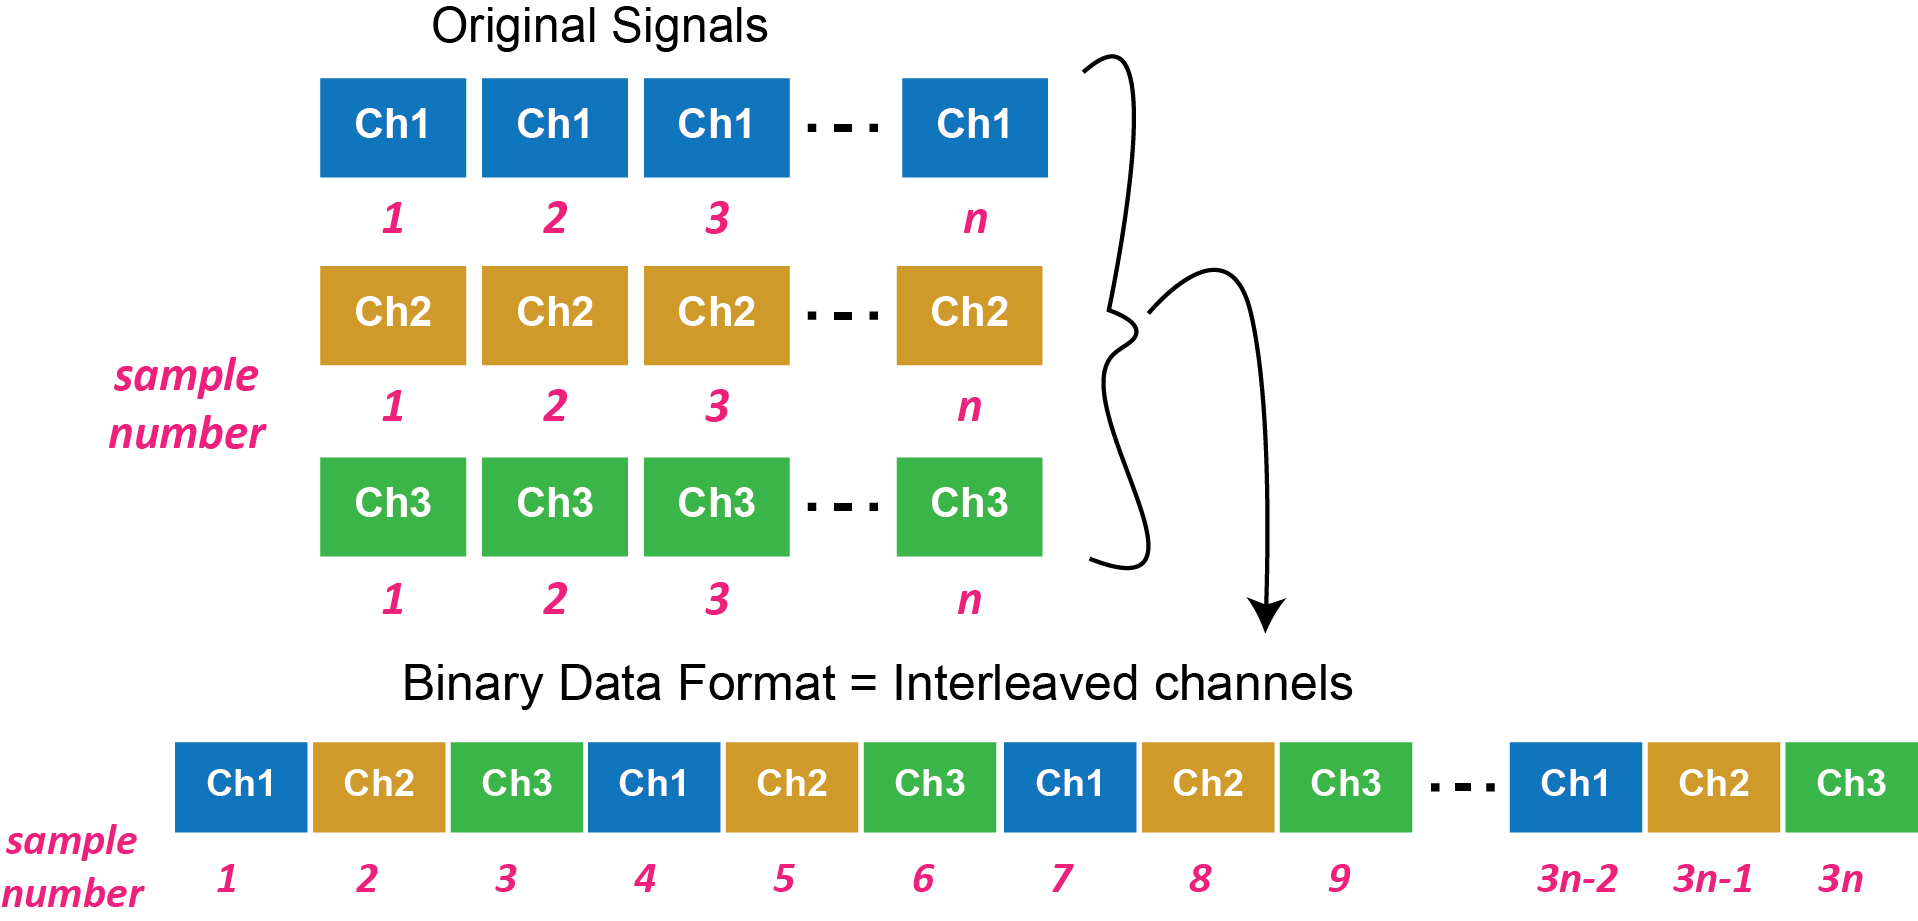 Original Signals
Ch1 Ch1 Ch1 Ch1
1 2 3 n
Ch2 Ch2 Ch2 Ch2
sample
number
1 2 3 n
Ch3 Ch3 Ch3 Ch3
1 2 3 n
Binary Data Format = Interleaved channels
Ch1 Ch2 Ch3 Ch1 Ch2 Ch3 Ch1 Ch2 Ch3 Ch1 Ch2 Ch3
sample
number
1 2 3 4 5 6 7 8 9 3n-2 3n-1 3n